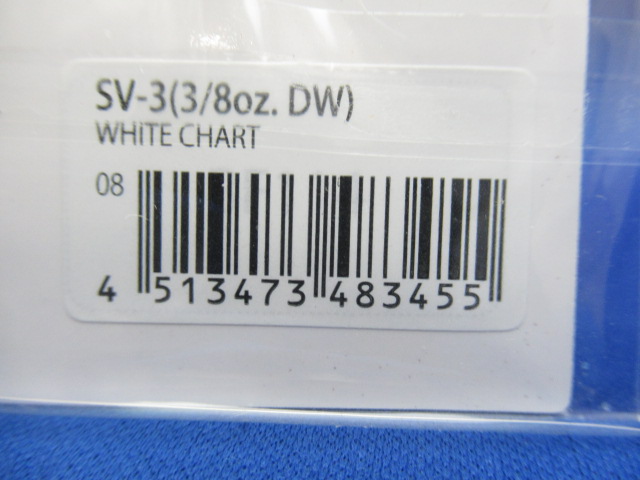 SV-3(3/8oz. DW)
WHITE CHART
08
4 513473 483455